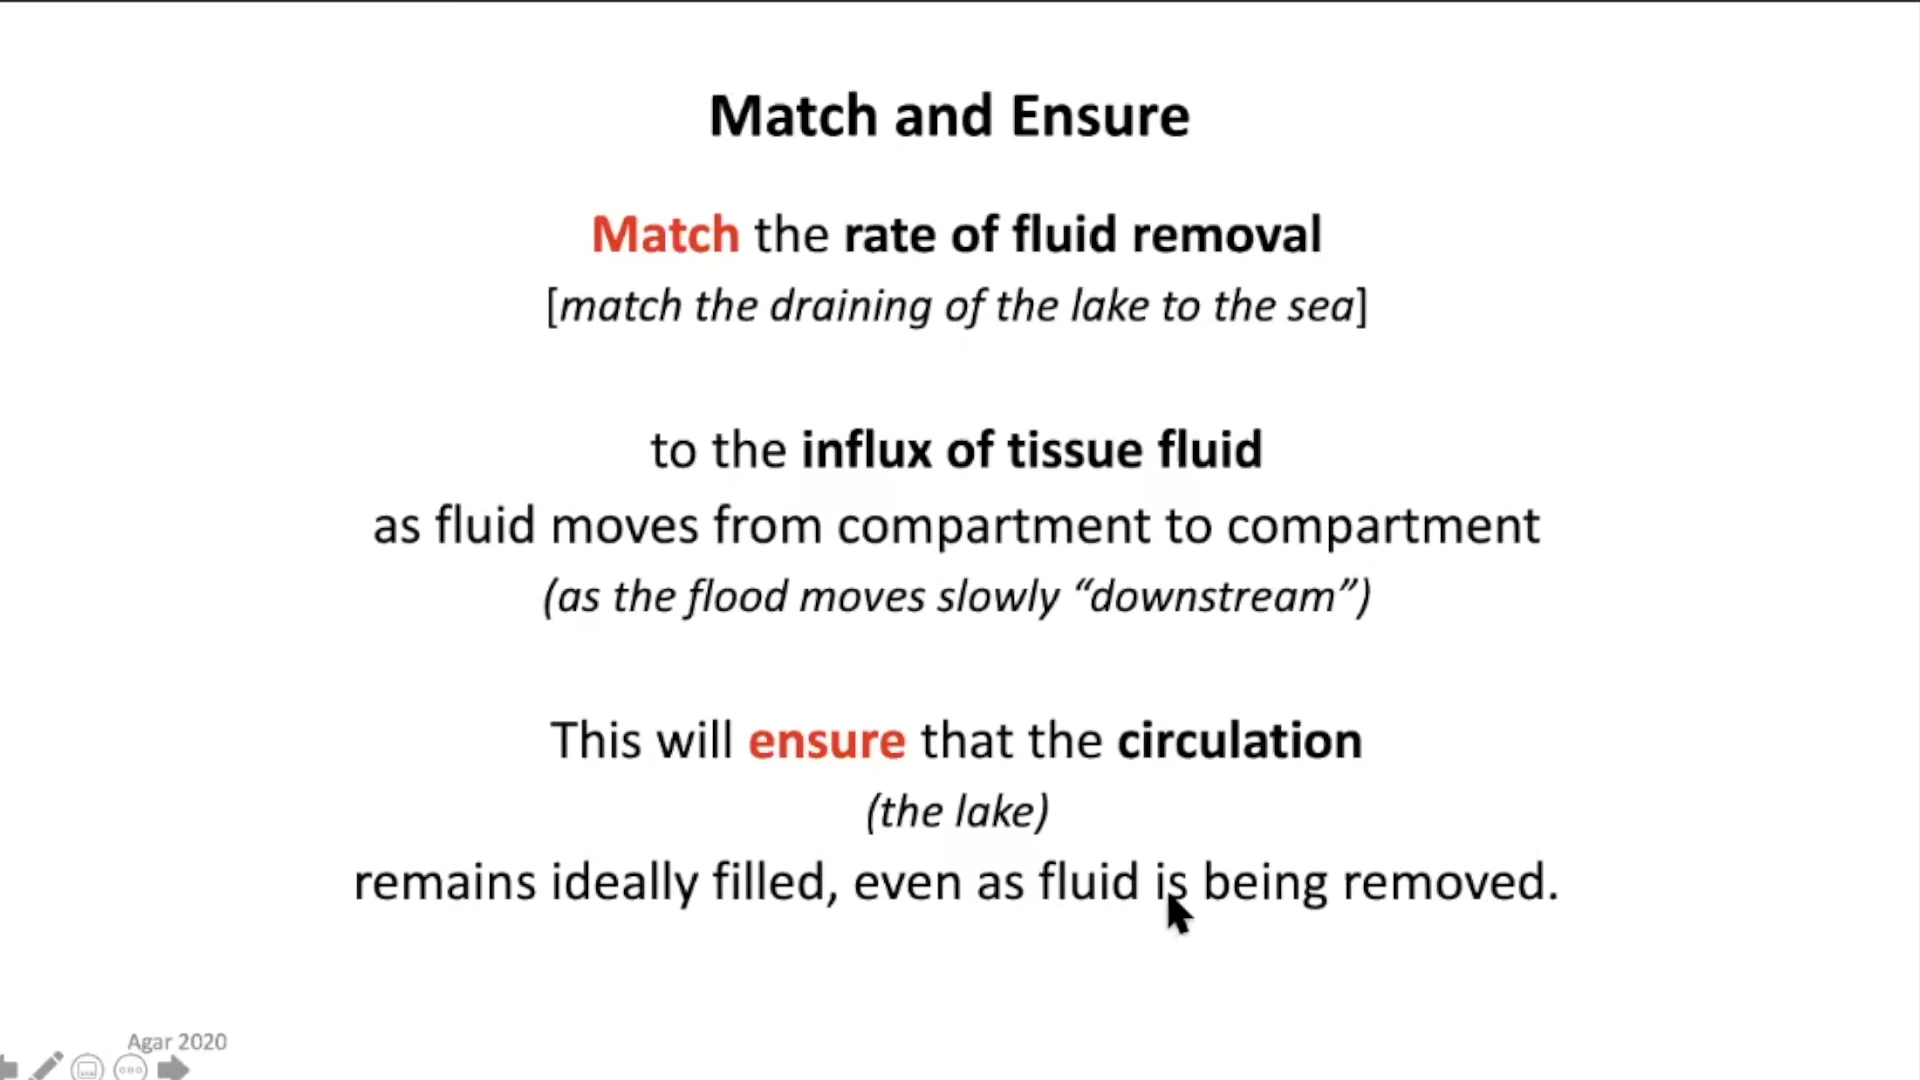 Match and Ensure
Match the rate of fluid removal
[match the draining of the lake to the sea]
to the influx of tissue fluid
as fluid moves from compartment to compartment
(as the flood moves slowly “downstream”)
This will ensure that the circulation
(the lake)
remains ideally filled, even as fluid is being removed.
Agar 2020